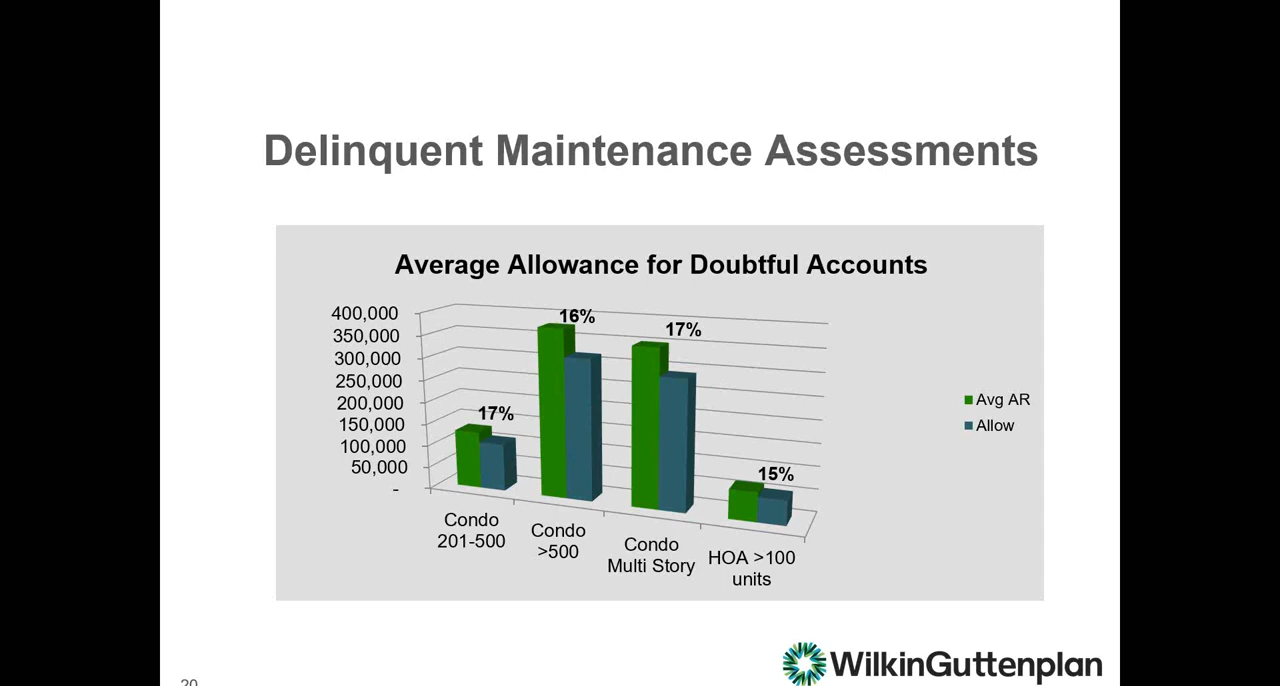 Delinquent Maintenance Assessments
Average Allowance for Doubtful Accounts
400,000
350,000
300,000
250,000
200,000
150,000
100,000
50,000
-
17%
16%
17%
15%
Condo
201-500
Condo
>500
Condo
Multi Story
HOA >100
units
Avg AR
Allow
WilkinGuttenplan
20